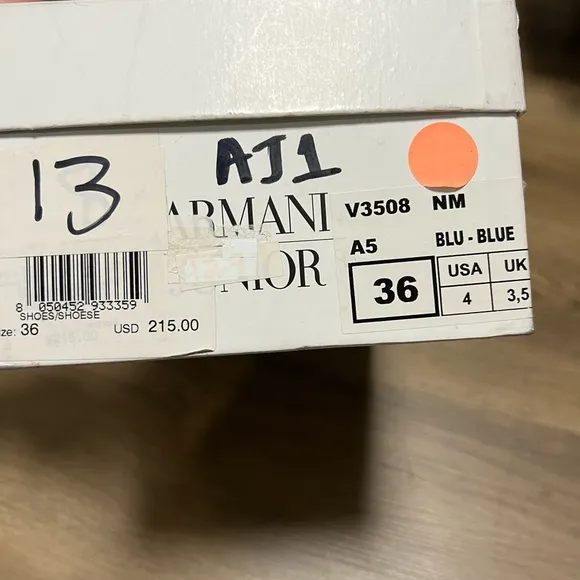 13
AJ1
ARMANI
JUNIOR
8 050452 933359
SHOES/SHOESE
ze: 36 USD 215.00
V3508 NM
A5 BLU - BLUE
36
USA UK
4 3,5